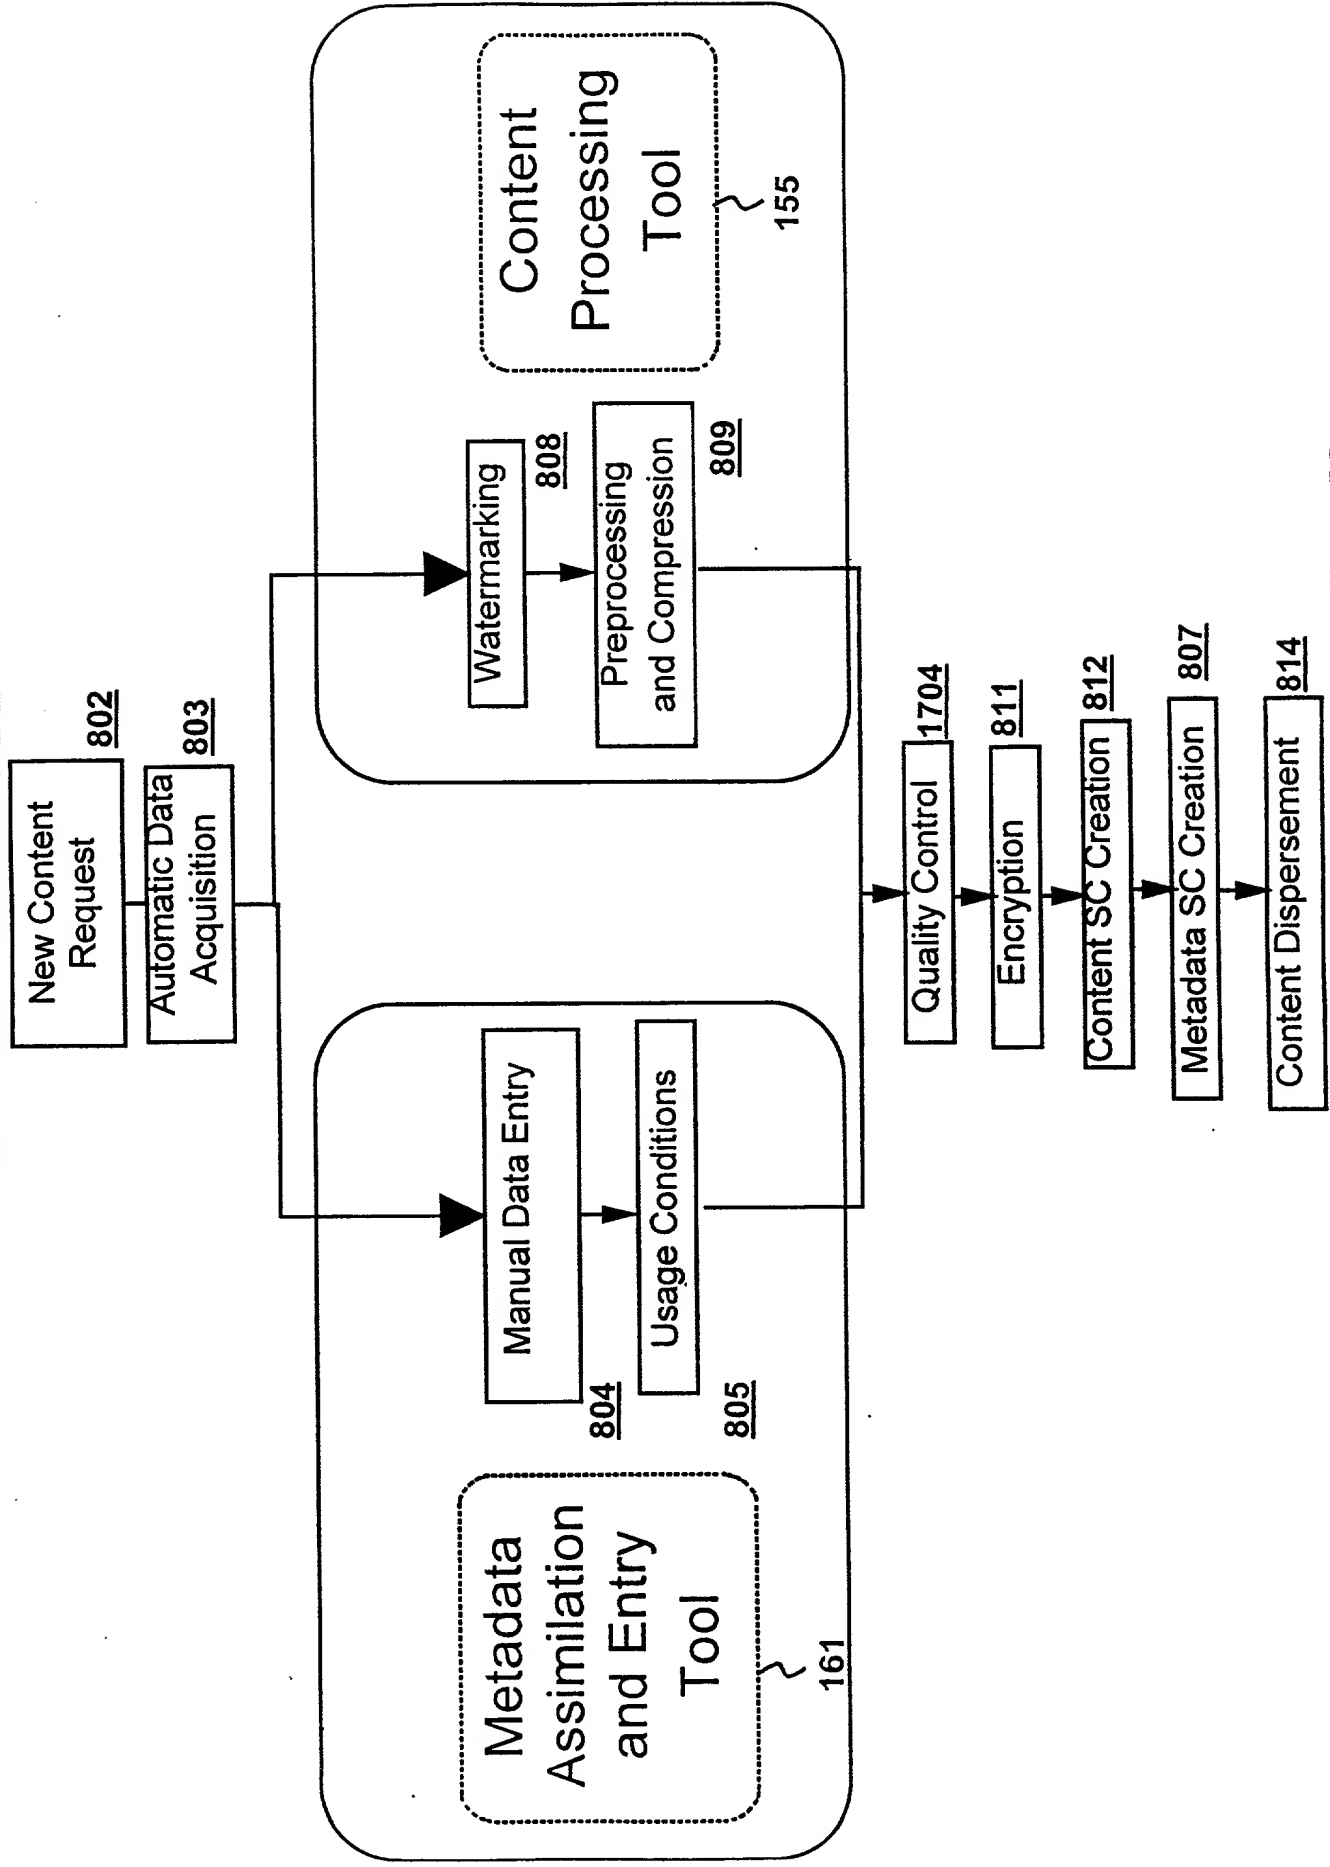 New Content
Request
802
Automatic Data
Acquisition
803
Metadata
Assimilation
and Entry
Tool
161
Manual Data Entry
804
Usage Conditions
805
Watermarking
808
Preprocessing
and Compression
809
Content
Processing
Tool
155
Quality Control
1704
Encryption
811
Content SC Creation
812
Metadata SC Creation
807
Content Dispersement
814